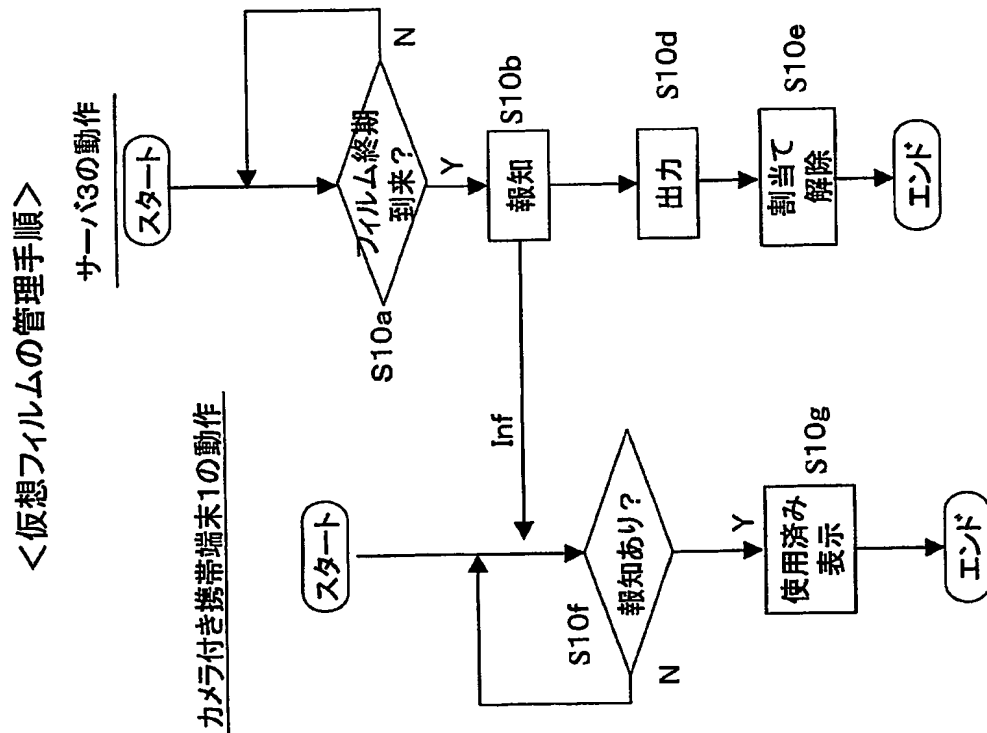 <仮想フィルムの管理手順>
カメラ付き携帯端末1の動作
スタート
報知あり?
S10f
N
Y
使用済み
表示
S10g
エンド
Inf
サーバ3の動作
スタート
フィルム終期
到来?
S10a
N
Y
報知
S10b
出力
S10d
割当て
解除
S10e
エンド